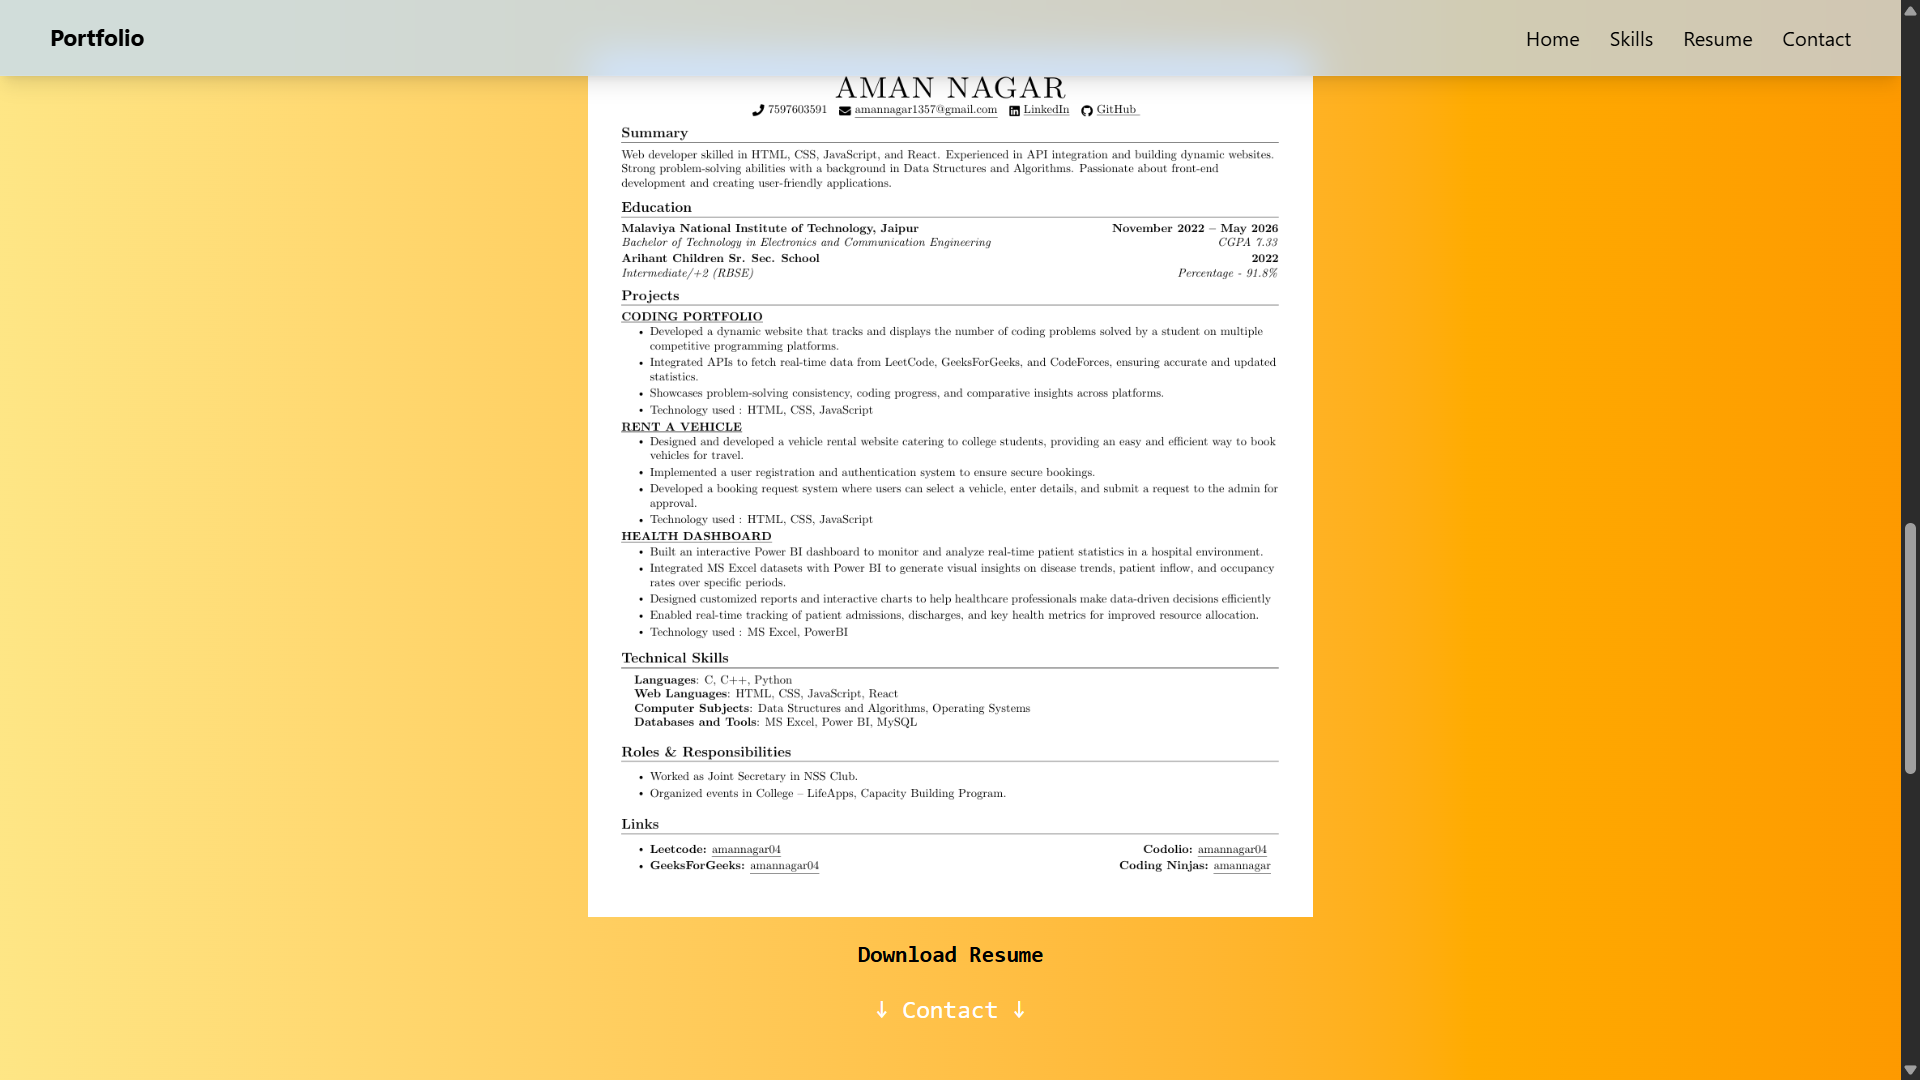 Portfolio
Home Skills Resume Contact
AMAN NAGAR
7597603591 amannagar1357@gmail.com LinkedIn GitHub
Summary
Web developer skilled in HTML, CSS, JavaScript, and React. Experienced in API integration and building dynamic websites.
Strong problem-solving abilities with a background in Data Structures and Algorithms. Passionate about front-end
development and creating user-friendly applications.
Education
Malaviya National Institute of Technology, Jaipur November 2022 – May 2026
Bachelor of Technology in Electronics and Communication Engineering CGPA 7.33
Arihant Children Sr. Sec. School 2022
Intermediate/+2 (RBSE) Percentage - 91.8%
Projects
CODING PORTFOLIO
• Developed a dynamic website that tracks and displays the number of coding problems solved by a student on multiple
competitive programming platforms.
• Integrated APIs to fetch real-time data from LeetCode, GeeksForGeeks, and CodeForces, ensuring accurate and updated
statistics.
• Showcases problem-solving consistency, coding progress, and comparative insights across platforms.
• Technology used : HTML, CSS, JavaScript
RENT A VEHICLE
• Designed and developed a vehicle rental website catering to college students, providing an easy and efficient way to book
vehicles for travel.
• Implemented a user registration and authentication system to ensure secure bookings.
• Developed a booking request system where users can select a vehicle, enter details, and submit a request to the admin for
approval.
• Technology used : HTML, CSS, JavaScript
HEALTH DASHBOARD
• Built an interactive Power BI dashboard to monitor and analyze real-time patient statistics in a hospital environment.
• Integrated MS Excel datasets with Power BI to generate visual insights on disease trends, patient inflow, and occupancy
rates over specific periods.
• Designed customized reports and interactive charts to help healthcare professionals make data-driven decisions efficiently
• Enabled real-time tracking of patient admissions, discharges, and key health metrics for improved resource allocation.
• Technology used : MS Excel, PowerBI
Technical Skills
Languages: C, C++, Python
Web Languages: HTML, CSS, JavaScript, React
Computer Subjects: Data Structures and Algorithms, Operating Systems
Databases and Tools: MS Excel, Power BI, MySQL
Roles & Responsibilities
• Worked as Joint Secretary in NSS Club.
• Organized events in College – LifeApps, Capacity Building Program.
Links
• Leetcode: amannagar04 Codolio: amannagar04
• GeeksForGeeks: amannagar04 Coding Ninjas: amannagar
Download Resume
↓ Contact ↓